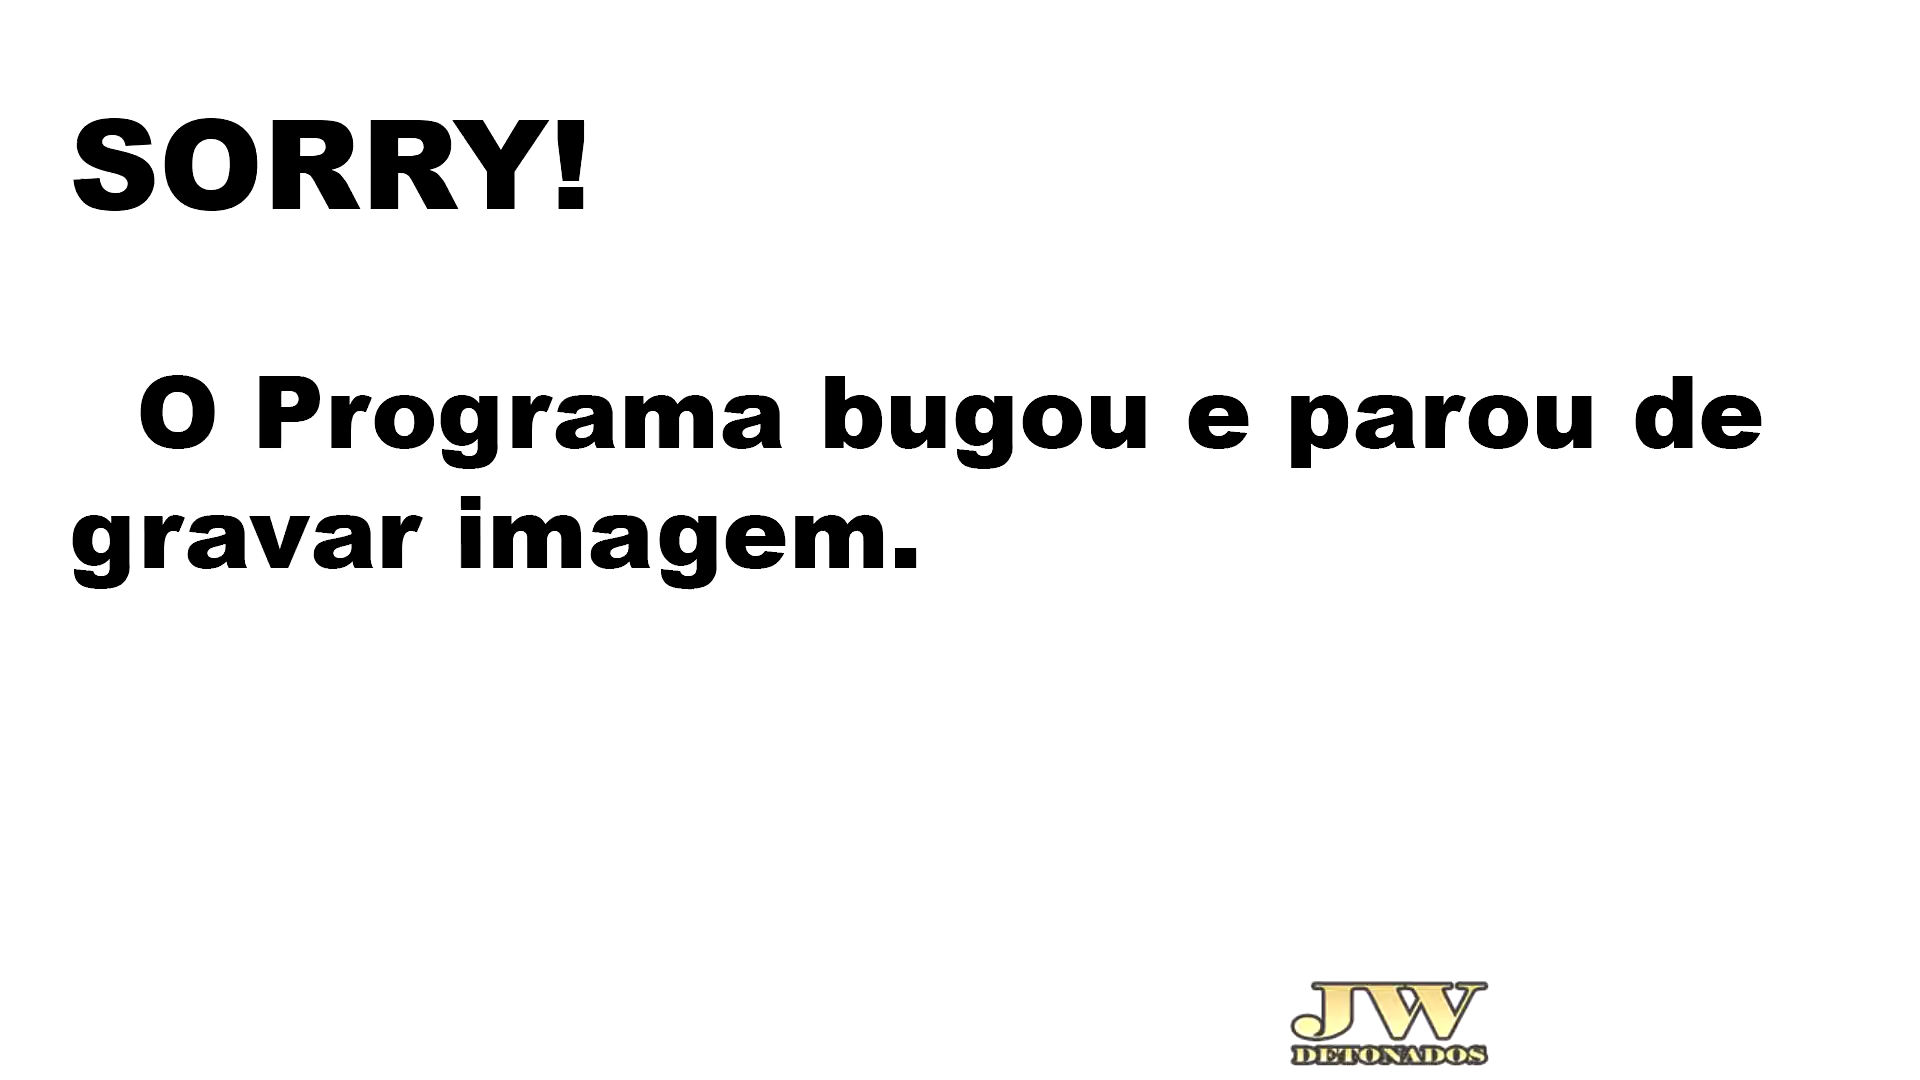 SORRY!
O Programa bugou e parou de
gravar imagem.
JW
DETONADOS